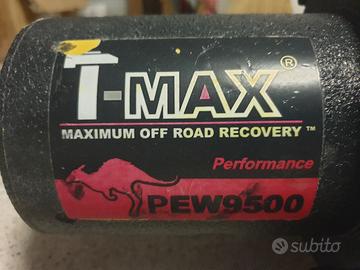 T-MAX®
MAXIMUM OFF ROAD RECOVERY™
Performance
PEW9500
subito